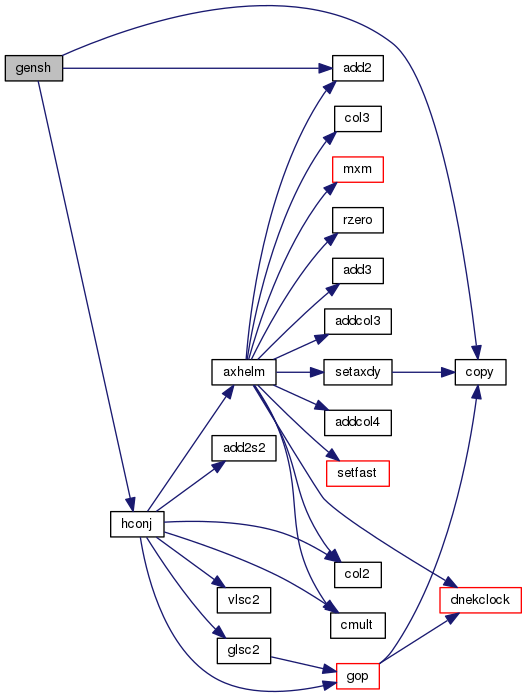 gensh
add2
col3
mxm
rzero
add3
addcol3
axhelm
setaxdy
copy
addcol4
add2s2
setfast
hconj
col2
vlsc2
dnekclock
cmult
glsc2
gop